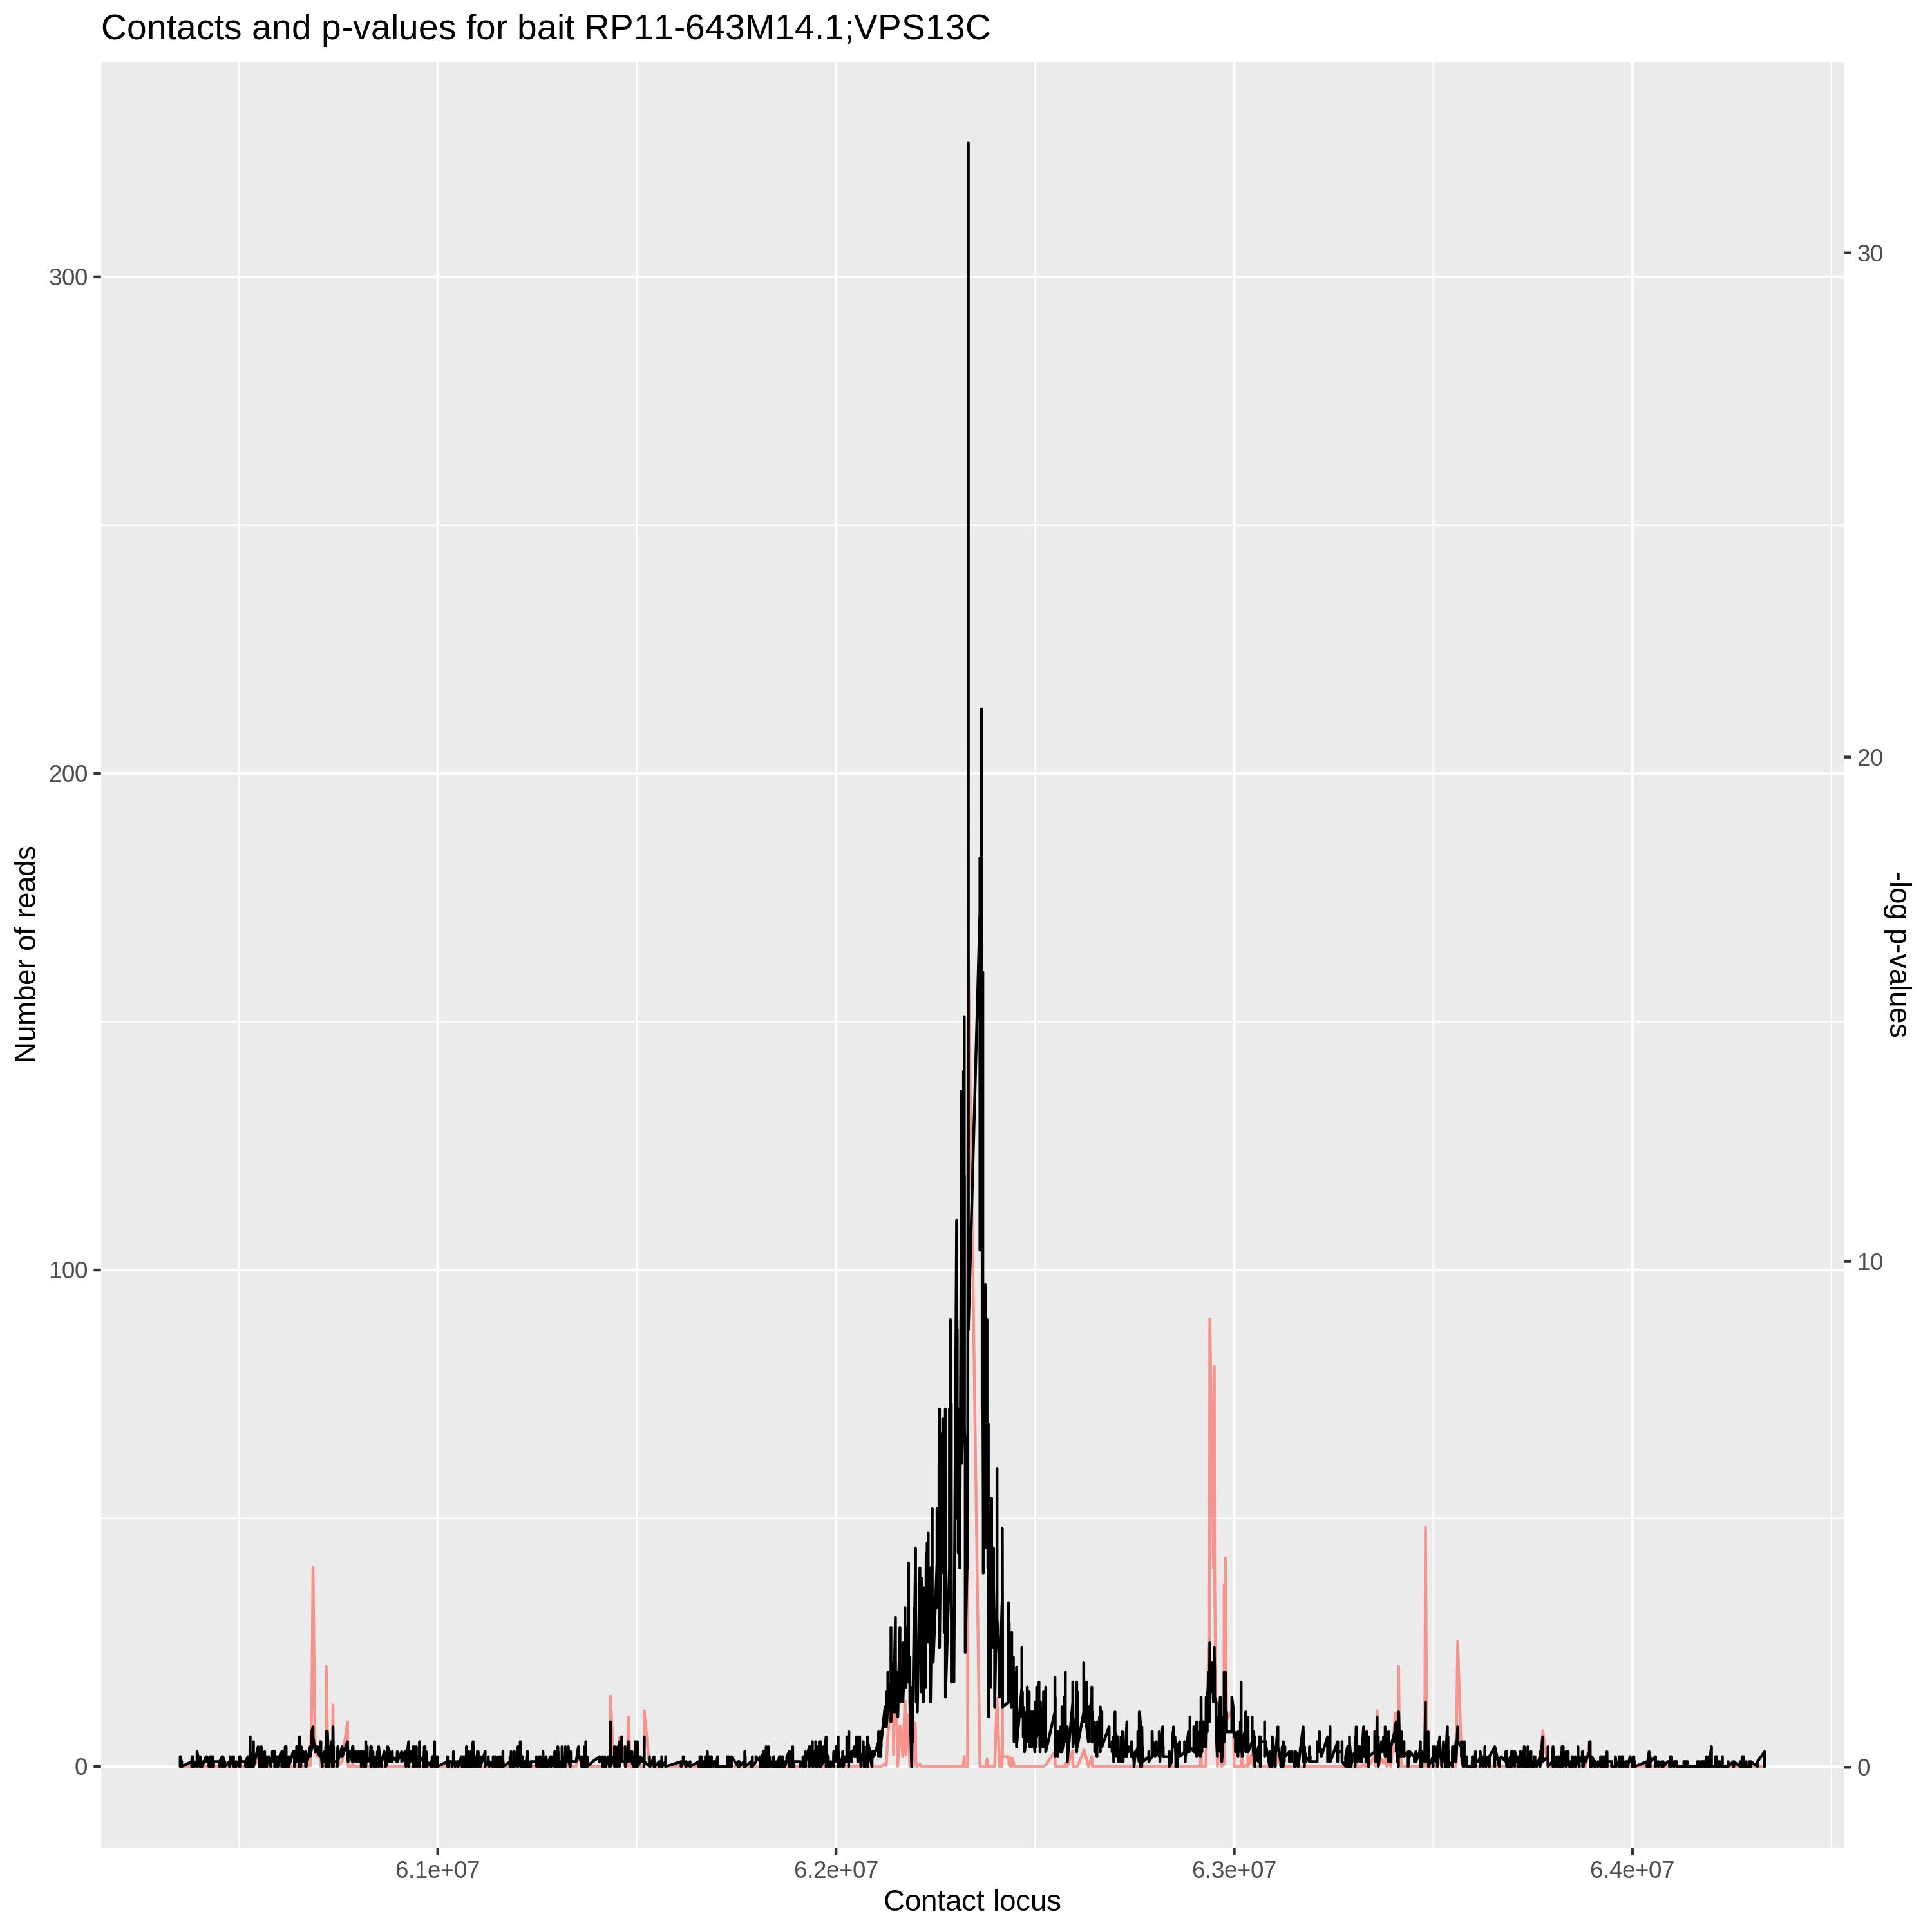 Contacts and p-values for bait RP11-643M14.1;VPS13C
Number of reads
300
200
100
0
30
20
10
0
-log p-values
6.1e+07 6.2e+07 6.3e+07 6.4e+07
Contact locus